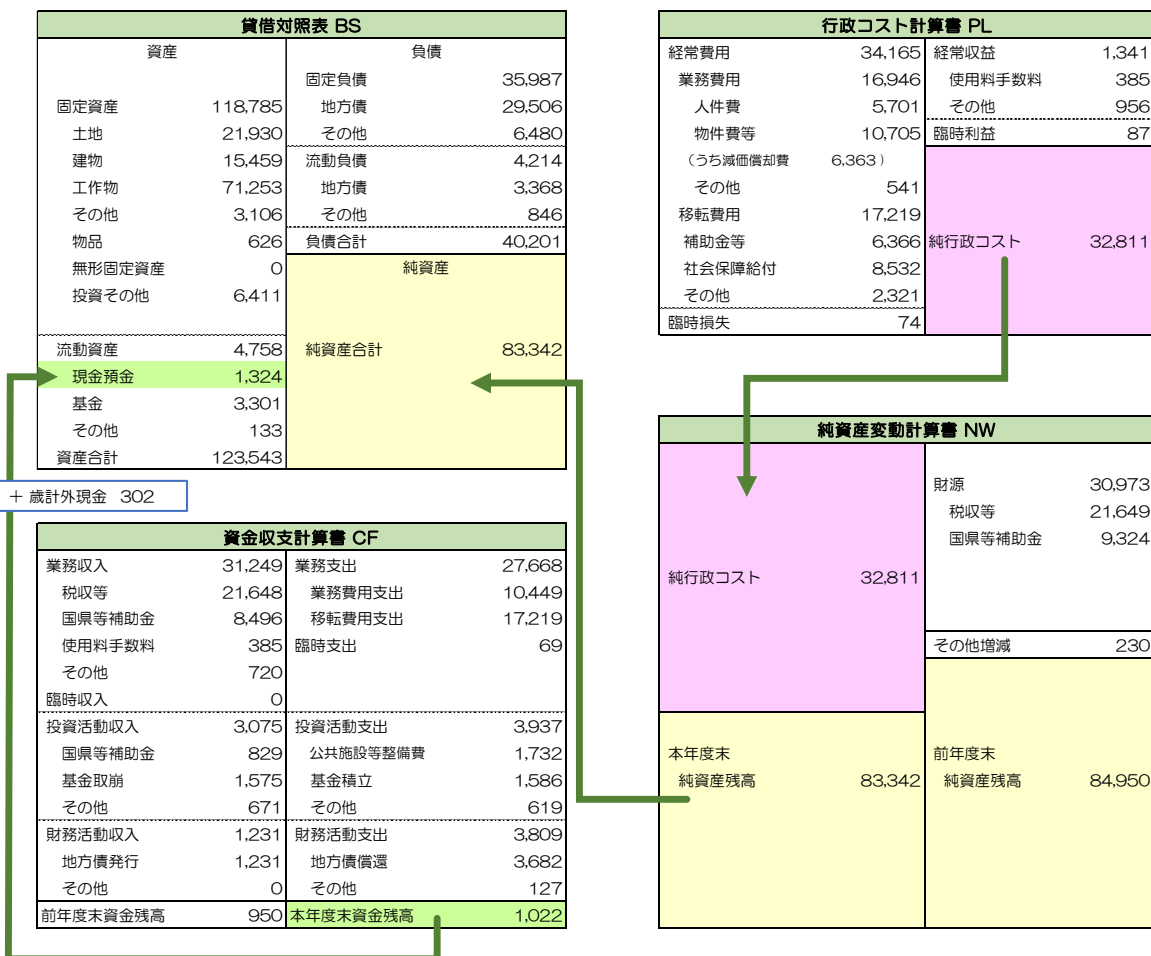 貸借対照表 BS
資産 負債
固定負債 35,987
固定資産 118,785 地方債 29,506
土地 21,930 その他 6,480
建物 15,459 流動負債 4,214
工作物 71,253 地方債 3,368
その他 3,106 その他 846
物品 626 負債合計 40,201
無形固定資産 0 純資産
投資その他 6,411
流動資産 4,758 純資産合計 83,342
現金預金 1,324
基金 3,301
その他 133
資産合計 123,543
＋ 歳計外現金 302
資金収支計算書 CF
業務収入 31,249 業務支出 27,668
税収等 21,648 業務費用支出 10,449
国県等補助金 8,496 移転費用支出 17,219
使用料手数料 385 臨時支出 69
その他 720
臨時収入 0
投資活動収入 3,075 投資活動支出 3,937
国県等補助金 829 公共施設等整備費 1,732
基金取崩 1,575 基金積立 1,586
その他 671 その他 619
財務活動収入 1,231 財務活動支出 3,809
地方債発行 1,231 地方債償還 3,682
その他 0 その他 127
前年度末資金残高 950 本年度末資金残高 1,022
行政コスト計算書 PL
経常費用 34,165 経常収益 1,341
業務費用 16,946 使用料手数料 385
人件費 5,701 その他 956
物件費等 10,705 臨時利益 87
（うち減価償却費 6,363）
その他 541
移転費用 17,219
補助金等 6,366 純行政コスト 32,811
社会保障給付 8,532
その他 2,321
臨時損失 74
純資産変動計算書 NW
財源 30,973
税収等 21,649
国県等補助金 9,324
純行政コスト 32,811
その他増減 230
本年度末 前年度末
純資産残高 83,342 純資産残高 84,950